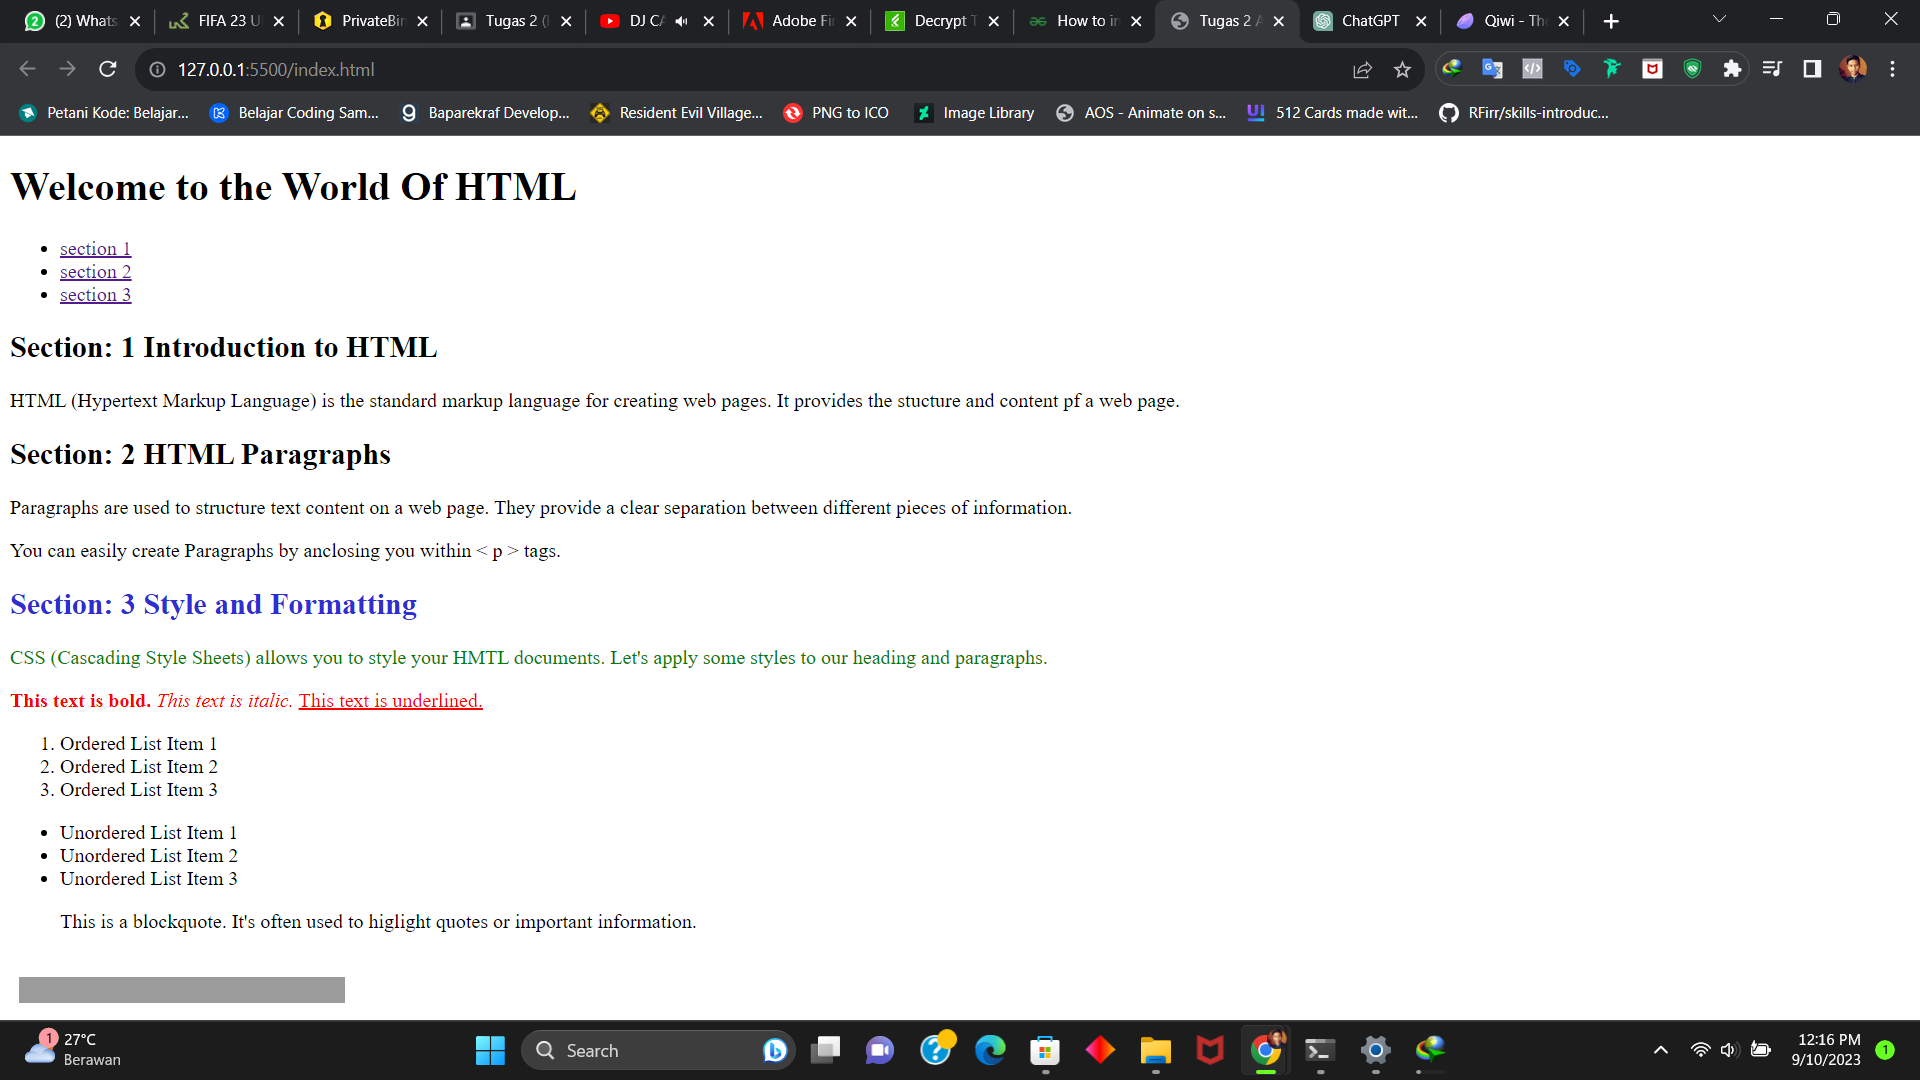 (2) Whats
FIFA 23 U
PrivateBin
Tugas 2 (
DJ CA
Adobe Fi
Decrypt T
How to in
Tugas 2 A
ChatGPT
Qiwi - Th
127.0.0.1:5500/index.html
Petani Kode: Belajar...
Belajar Coding Sam...
Baparekraf Develop...
Resident Evil Village...
PNG to ICO
Image Library
AOS - Animate on s...
512 Cards made wit...
RFirr/skills-introduc...
Welcome to the World Of HTML
section 1
section 2
section 3
Section: 1 Introduction to HTML
HTML (Hypertext Markup Language) is the standard markup language for creating web pages. It provides the stucture and content pf a web page.
Section: 2 HTML Paragraphs
Paragraphs are used to structure text content on a web page. They provide a clear separation between different pieces of information.
You can easily create Paragraphs by anclosing you within < p > tags.
Section: 3 Style and Formatting
CSS (Cascading Style Sheets) allows you to style your HMTL documents. Let's apply some styles to our heading and paragraphs.
This text is bold. This text is italic. This text is underlined.
1. Ordered List Item 1
2. Ordered List Item 2
3. Ordered List Item 3
Unordered List Item 1
Unordered List Item 2
Unordered List Item 3
This is a blockquote. It's often used to higlight quotes or important information.
1
27°C
Berawan
Search
12:16 PM
9/10/2023
1